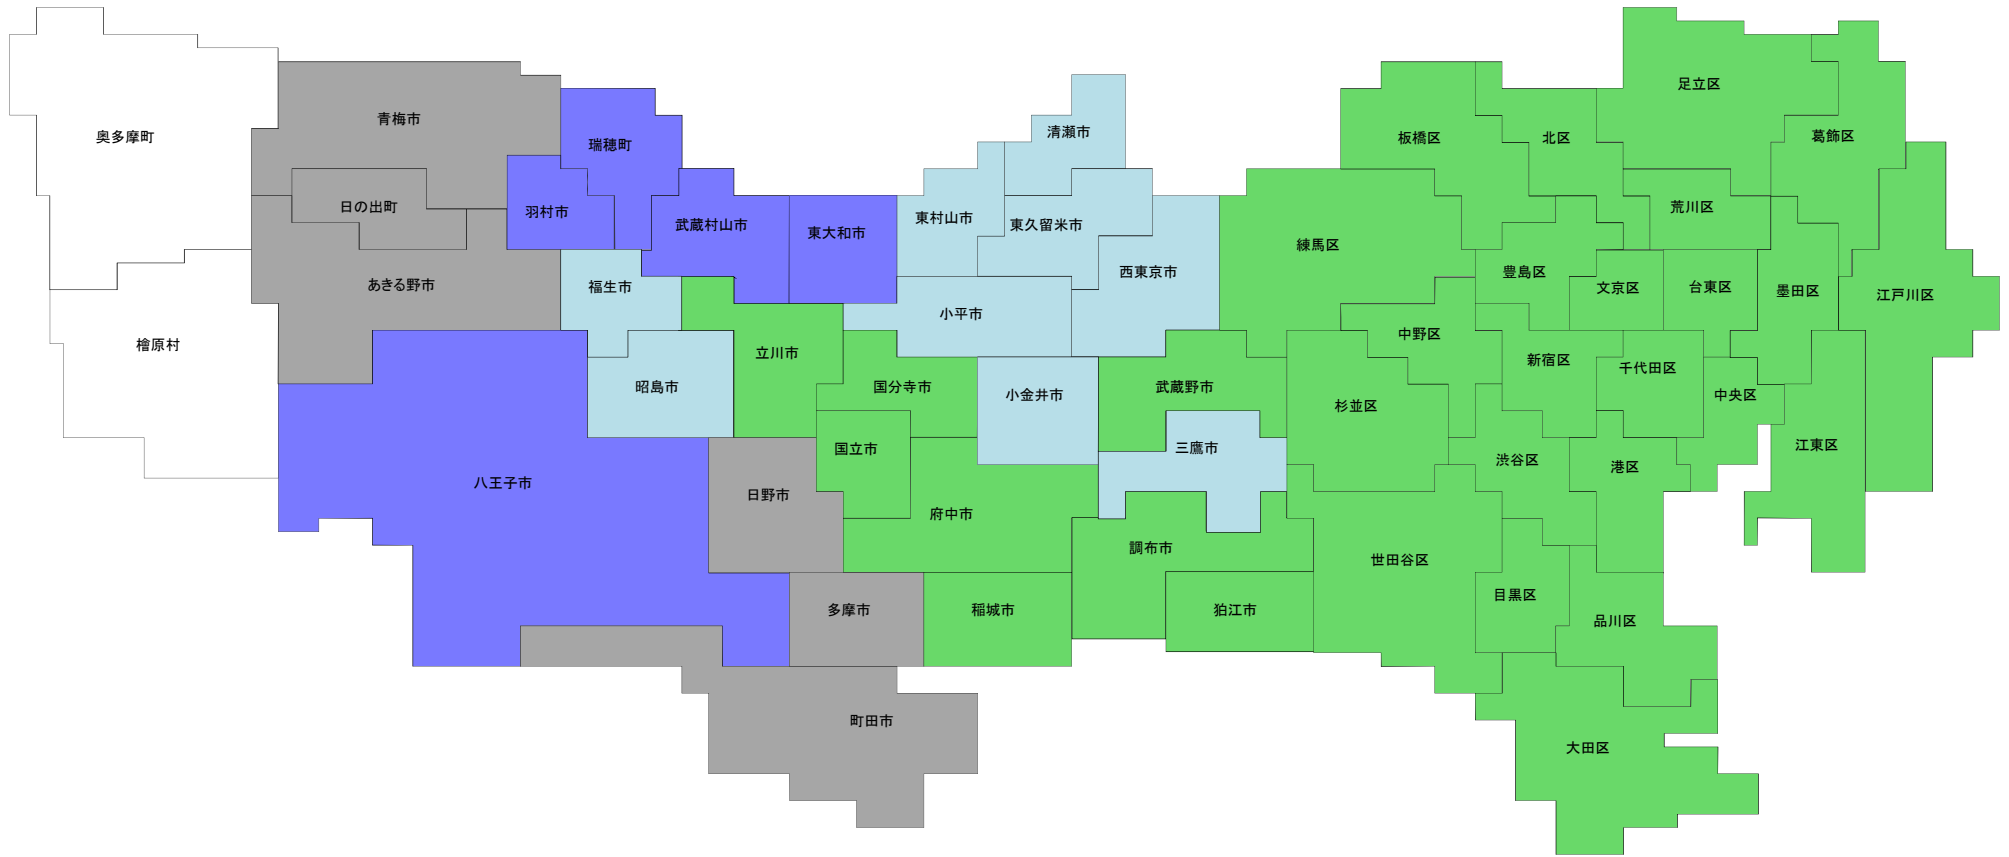 足立区
青梅市
清瀬市
奥多摩町
瑞穂町
板橋区
北区
葛飾区
日の出町
羽村市
東村山市
荒川区
武蔵村山市
東久留米市
東大和市
練馬区
西東京市
豊島区
あきる野市
福生市
文京区
台東区
墨田区
江戸川区
小平市
中野区
檜原村
立川市
新宿区
千代田区
昭島市
国分寺市
武蔵野市
小金井市
中央区
杉並区
国立市
三鷹市
江東区
渋谷区
港区
八王子市
日野市
府中市
調布市
世田谷区
目黒区
多摩市
稲城市
狛江市
品川区
町田市
大田区